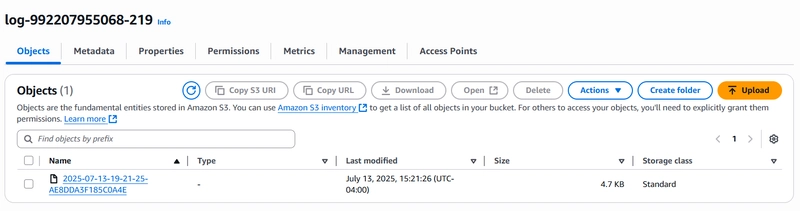 log-992207955068-219 Info
Objects Metadata Properties Permissions Metrics Management Access Points
Objects (1) Copy S3 URI Copy URL Download Open Delete Actions Create folder Upload
Objects are the fundamental entities stored in Amazon S3. You can use Amazon S3 inventory to get a list of all objects in your bucket. For others to access your objects, you'll need to explicitly grant them
permissions. Learn more
Find objects by prefix 1
Name Type Last modified Size Storage class
2025-07-13-19-21-25- - July 13, 2025, 15:21:26 (UTC- 4.7 KB Standard
AE8DDA3F185C0A4E 04:00)